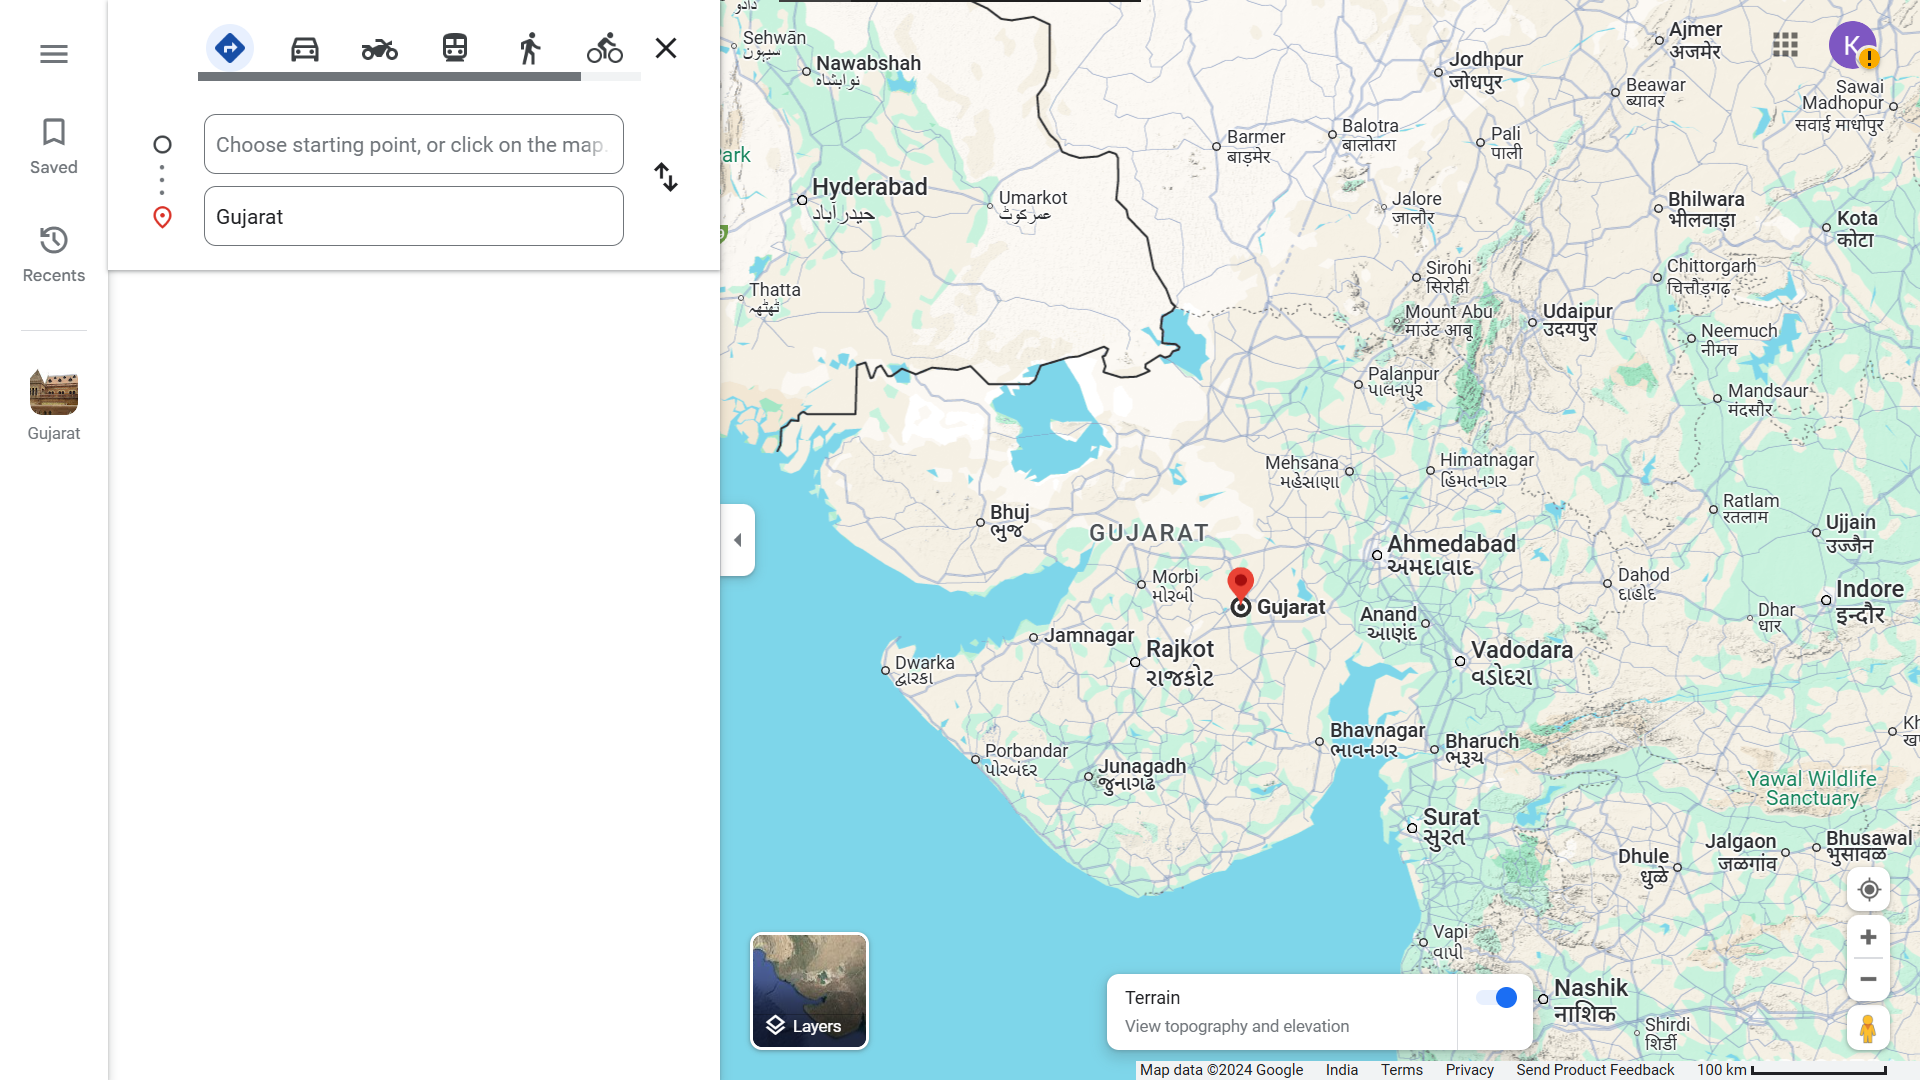 Saved
Recents
Gujarat
Choose starting point, or click on the map.
Gujarat
دادو
Sehwān
سيہون
Nawabshah
نوابشاہ
Park
Hyderabad
حيدرآباد
Umarkot
عمرکوٹ
Thatta
ٹھٹھہ
Ajmer
अजमेर
K
Jodhpur
जोधपुर
Beawar
ब्यावर
Sawai
Madhopur
सवाई माधोपुर
Barmer
बाड़मेर
Balotra
बालोतरा
Pali
पाली
Jalore
जालौर
Bhilwara
भीलवाड़ा
Kota
कोटा
Sirohi
सिरोही
Chittorgarh
चित्तौड़गढ़
Mount Abu
माउंट आबू
Udaipur
उदयपुर
Neemuch
नीमच
Palanpur
પાલનપુર
Mandsaur
मंदसौर
Mehsana
મહેસાણા
Himatnagar
હિંમતનગર
Ratlam
रतलाम
Ujjain
उज्जैन
Bhuj
ભુજ
GUJARAT
Ahmedabad
અમદાવાદ
Morbi
મોરબી
Gujarat
Dahod
દાહોદ
Indore
इन्दौर
Dhar
धार
Anand
આણંદ
Jamnagar
Rajkot
રાજકોટ
Vadodara
વડોદરા
Dwarka
દ્વારકા
Bhavnagar
ભાવનગર
Bharuch
ભરૂચ
Porbandar
પોરબંદર
Junagadh
જુનાગઢ
Yawal Wildlife
Sanctuary
Surat
સુરત
Jalgaon
जळगांव
Bhusawal
भुसावळ
Dhule
धुळे
Vapi
વાપી
Nashik
नाशिक
Shirdi
शिर्डी
Layers
Terrain
View topography and elevation
Map data ©2024 Google India Terms Privacy Send Product Feedback 100 km